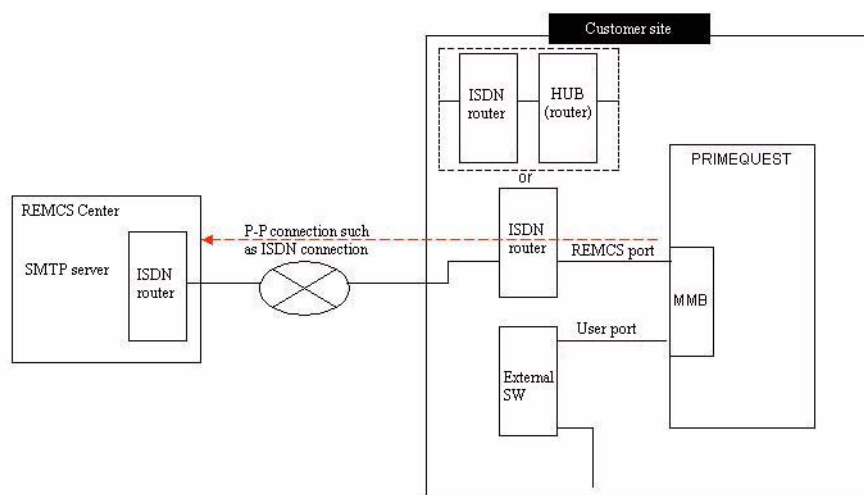 Customer site
ISDN
router
HUB
(router)
or
PRIMEQUEST
REMCS Center
SMTP server
ISDN
router
P-P connection such
as ISDN connection
ISDN
router
REMCS port
MMB
User port
External
SW